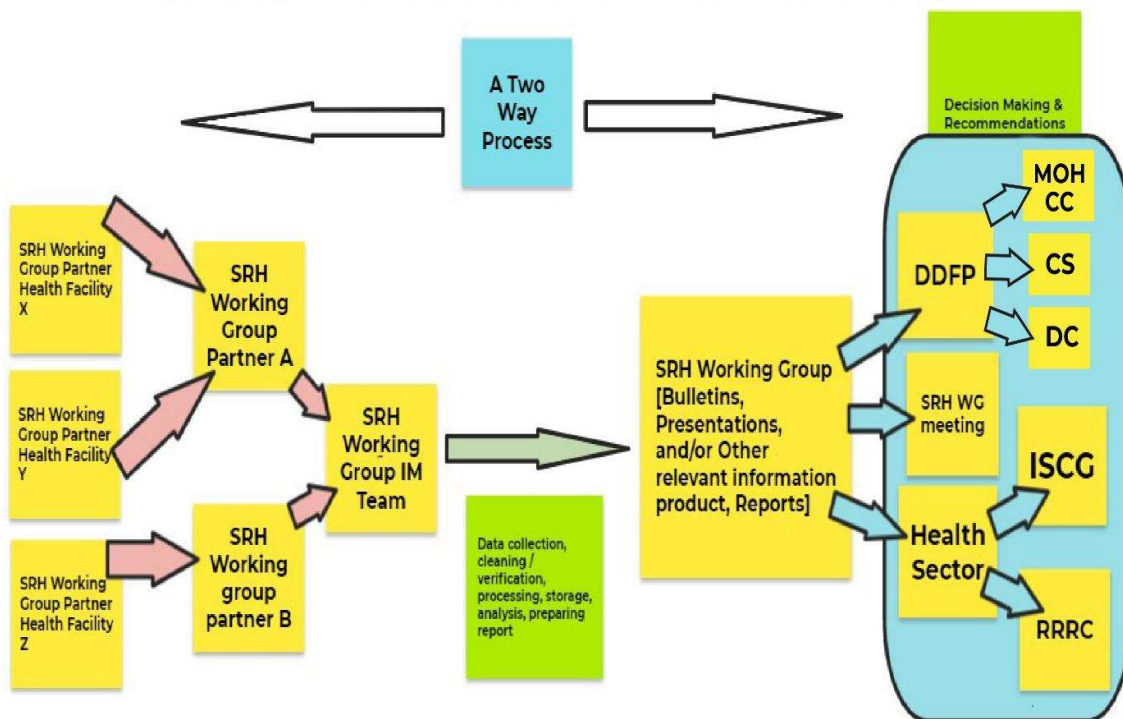 A Two
Way
Process
Decision Making &
Recommendations
MOH
CC
DDFP
CS
DC
SRH Working
Group Partner
Health Facility
X
SRH
Working
Group
Partner A
SRH Working
Group Partner
Health Facility
Y
SRH
Working
Group IM
Team
SRH Working Group
[Bulletins,
Presentations,
and/or Other
relevant information
product, Reports]
SRH WG
meeting
ISCG
Health
Sector
RRRC
SRH Working
Group Partner
Health Facility
Z
SRH
Working
group
partner B
Data collection,
cleaning /
verification,
processing, storage,
analysis, preparing
report